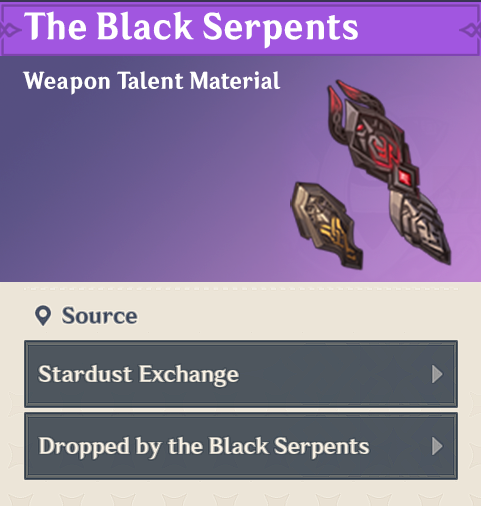 The Black Serpents
Weapon Talent Material
Source
Stardust Exchange
Dropped by the Black Serpents